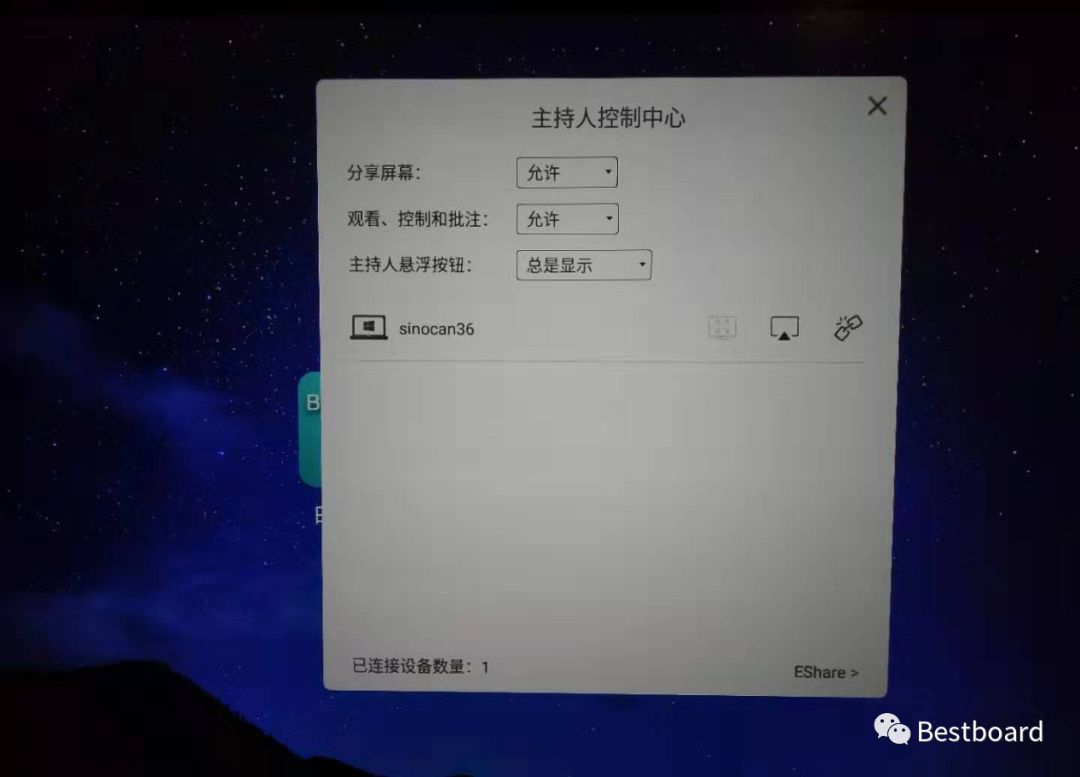 主持人控制中心
分享屏幕： 允许
观看、控制和批注： 允许
主持人悬浮按钮： 总是显示
sinocan36
B
已连接设备数量：1
EShare >
Bestboard